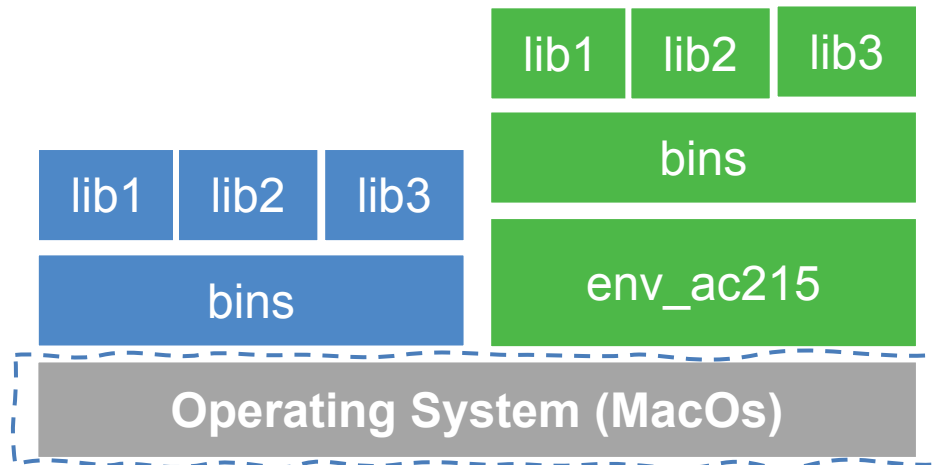 lib1 lib2 lib3
bins
env_ac215
lib1 lib2 lib3
bins
Operating System (MacOs)